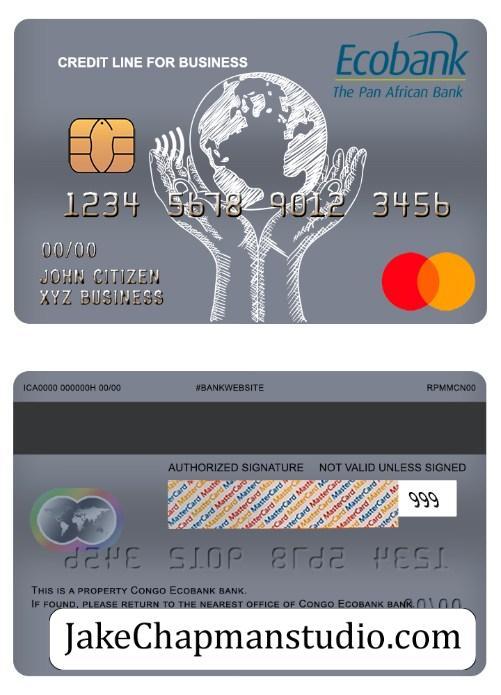 CREDIT LINE FOR BUSINESS
Ecobank
The Pan African Bank
1234 5678 9012 3456
00/00
JOHN CITIZEN
XYZ BUSINESS
ICA0000 000000H 00/00
#BANKWEBSITE
RPMMCN00
AUTHORIZED SIGNATURE NOT VALID UNLESS SIGNED
MasterCard MasterCard MasterCard
999
THIS IS A PROPERTY CONGO ECOBANK BANK.
IF FOUND, PLEASE RETURN TO THE NEAREST OFFICE OF CONGO ECOBANK BANK.
JakeChapmanstudio.com